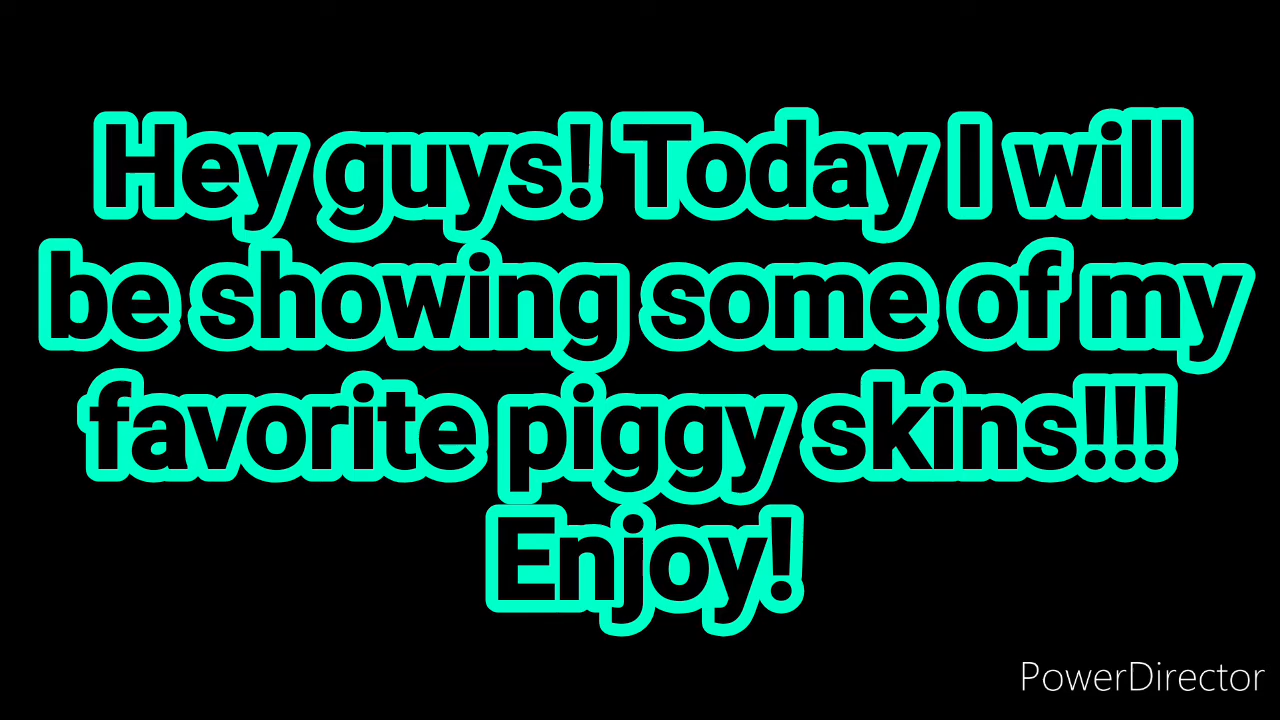 Hey guys! Today I will
be showing some of my
favorite piggy skins!!!
Enjoy!
PowerDirector